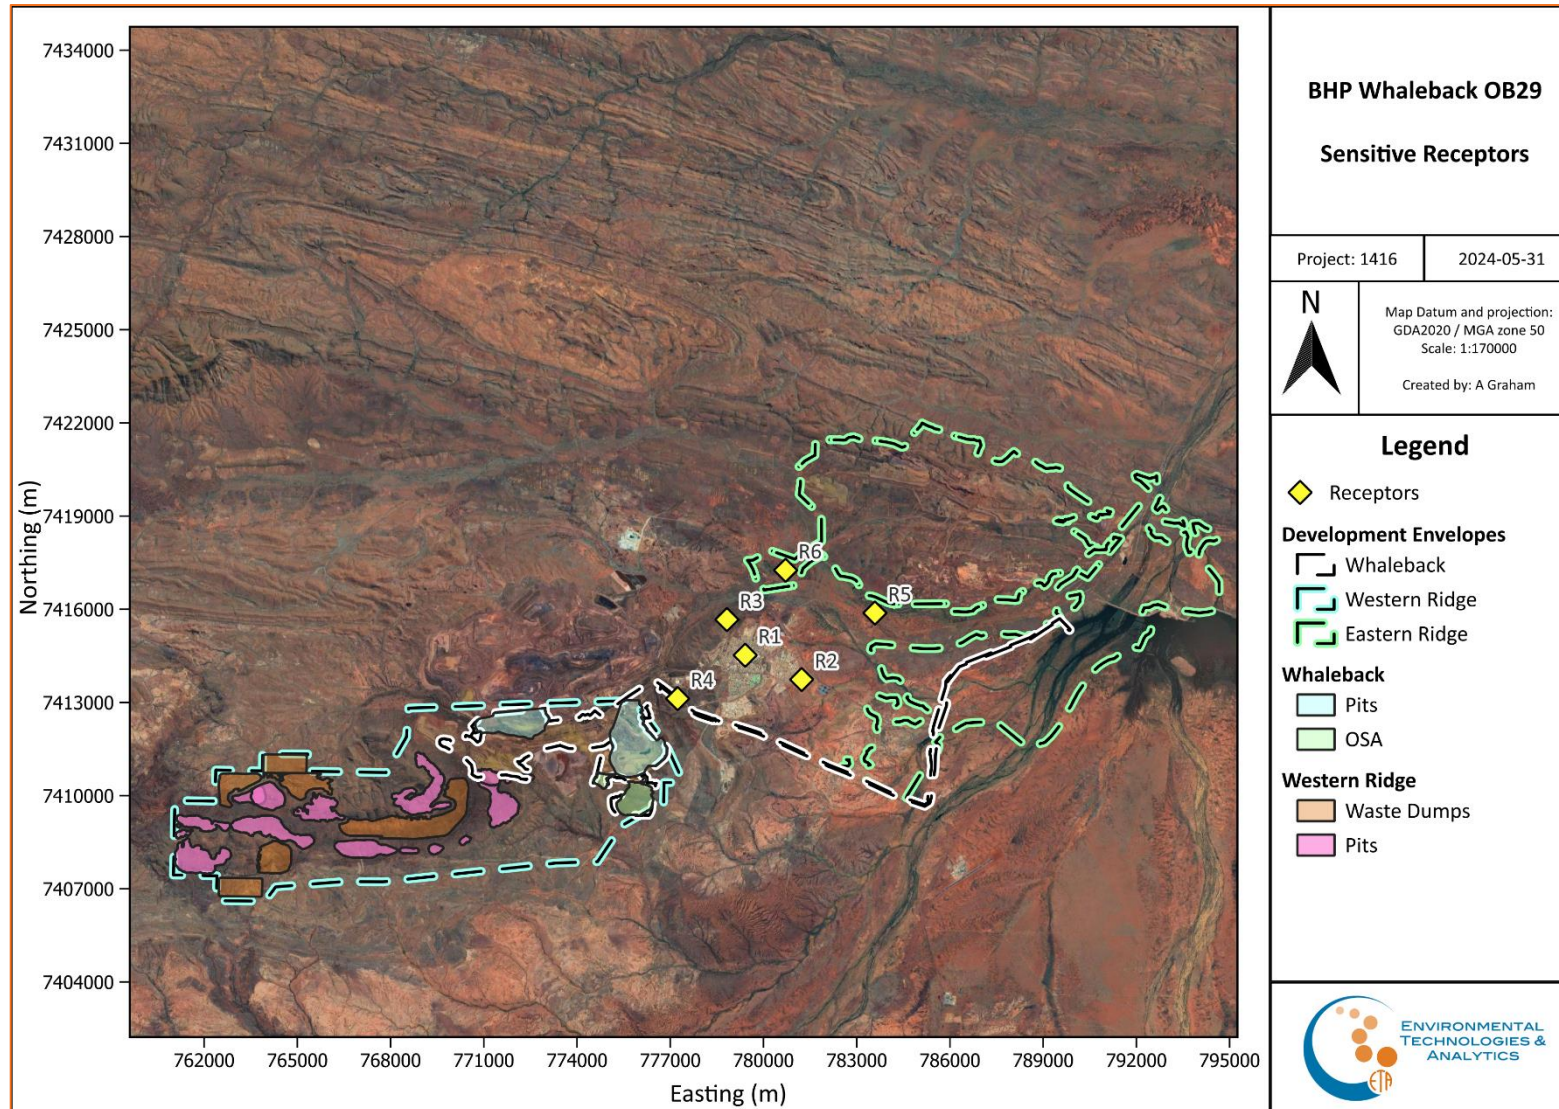 BHP Whaleback OB29
Sensitive Receptors
Project: 1416
2024-05-31
N
Map Datum and projection:
GDA2020 / MGA zone 50
Scale: 1:170000
Created by: A Graham
Legend
Receptors
Development Envelopes
Whaleback
Western Ridge
Eastern Ridge
Whaleback
Pits
OSA
Western Ridge
Waste Dumps
Pits
ENVIRONMENTAL
TECHNOLOGIES &
ANALYTICS
ETA
Northing (m)
7434000
7431000
7428000
7425000
7422000
7419000
7416000
7413000
7410000
7407000
7404000
R6
R5
R3
R1
R2
R4
762000 765000 768000 771000 774000 777000 780000 783000 786000 789000 792000 795000
Easting (m)